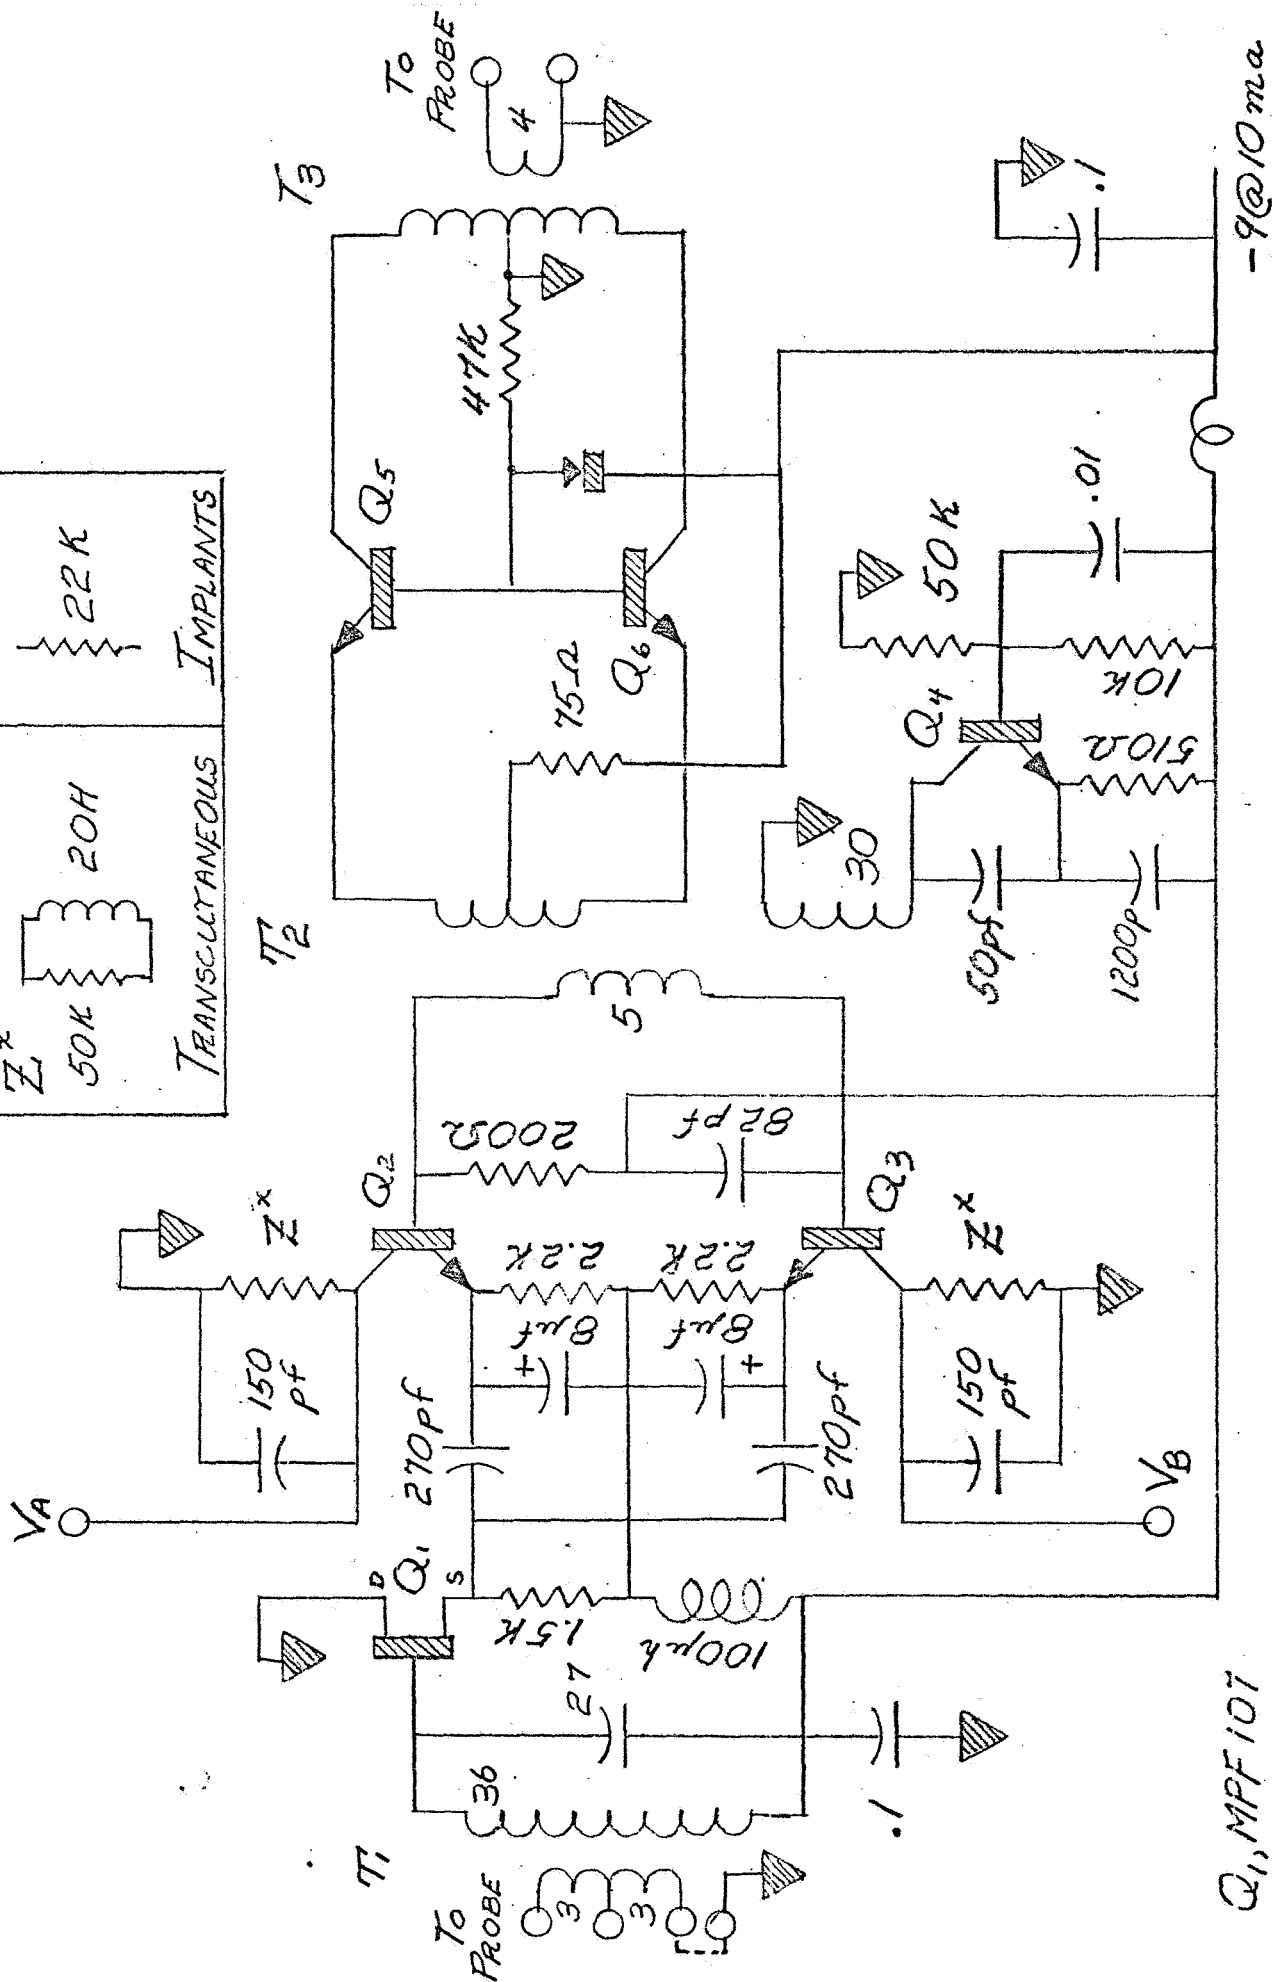 Z*
50K
20H
TRANSCUTANEOUS
22K
IMPLANTS
VA
150
pf
Z*
Q2
T2
Q5
47K
T3
To
PROBE
4
75Ω
Q6
T1
To
PROBE
3
3
36
27
.1
Q1
D
S
1.5K
100μh
270pf
270pf
+
8μf
8μf
+
2.2K
2.2K
200Ω
82pf
5
Q3
Z*
150
pf
VB
30
50pf
1200p
Q4
510Ω
10K
50K
.01
.1
-9@10ma
Q1, MPF107